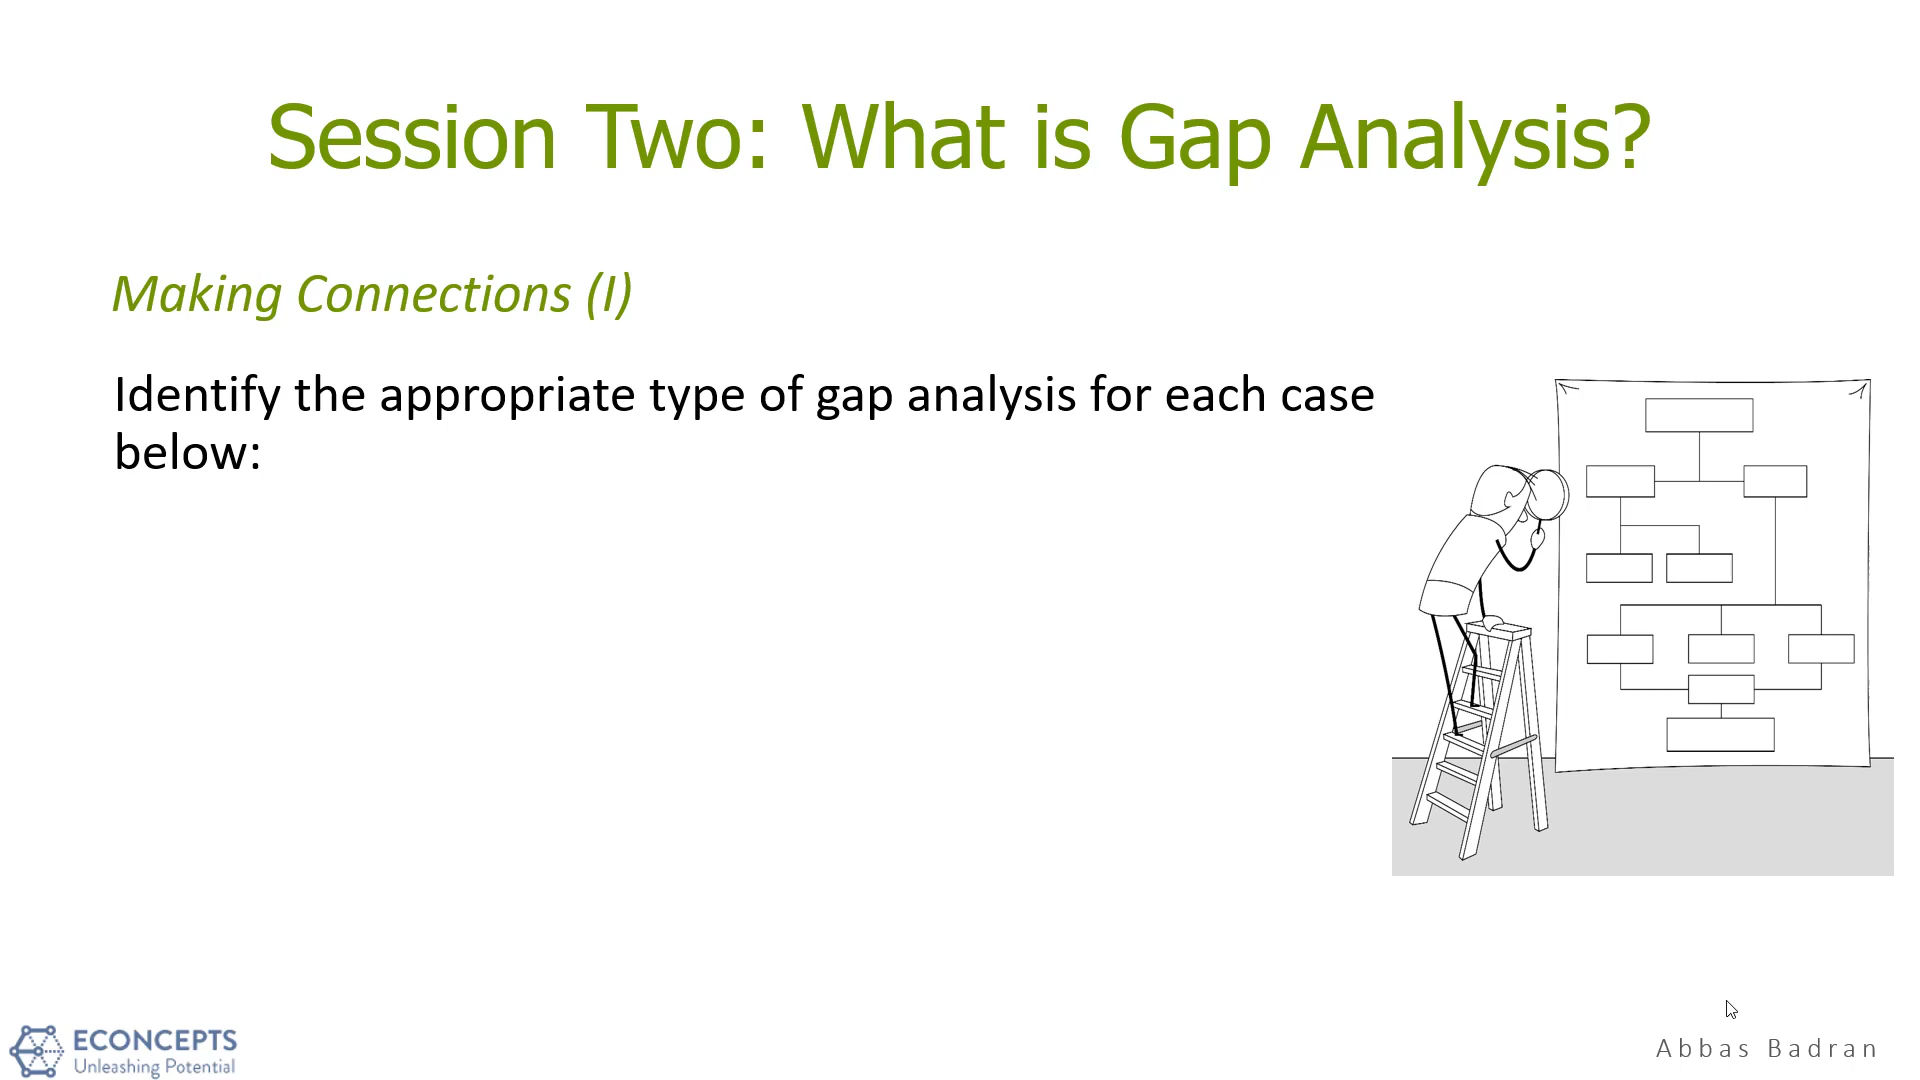 Session Two: What is Gap Analysis?
Making Connections (I)
Identify the appropriate type of gap analysis for each case
below:
ECONCEPTS
Unleashing Potential
Abbas Badran